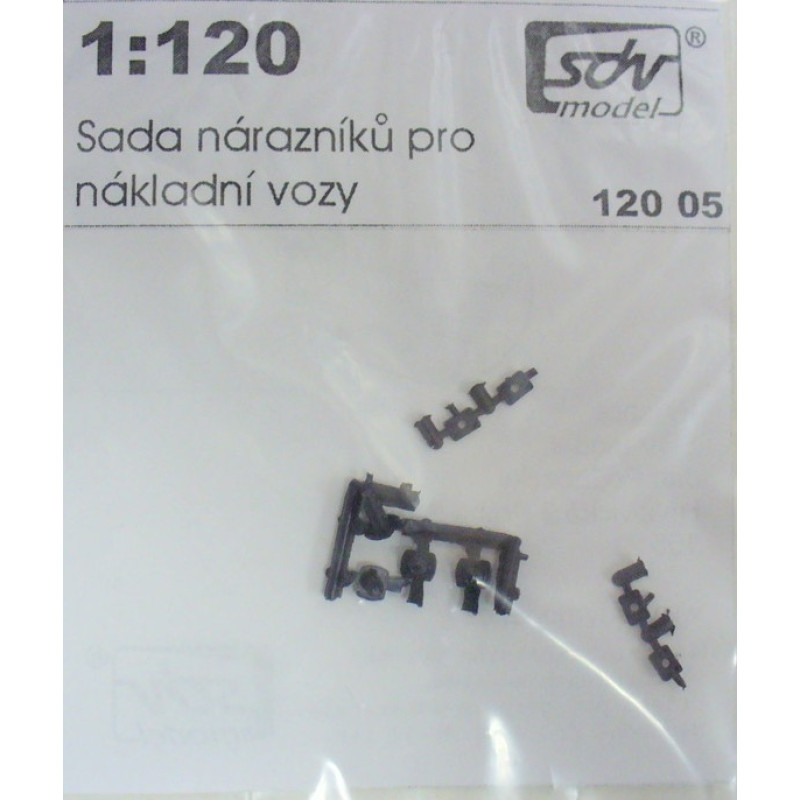 1:120
sdv®
model
Sada nárazníků pro
nákladní vozy
120 05